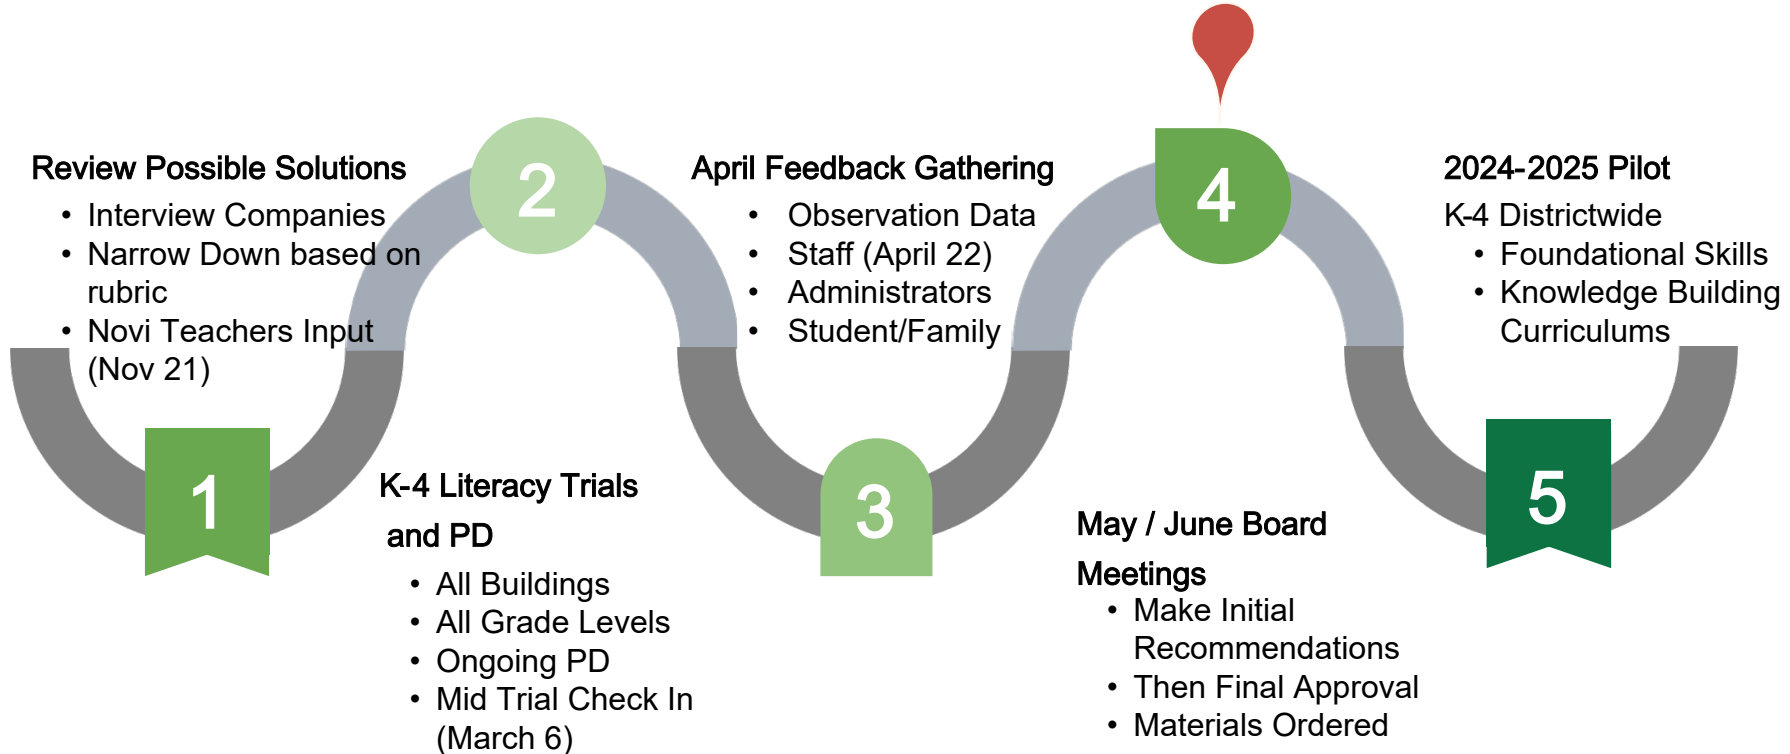 Review Possible Solutions
• Interview Companies
• Narrow Down based on
rubric
• Novi Teachers Input
(Nov 21)
1
2
K-4 Literacy Trials
and PD
• All Buildings
• All Grade Levels
• Ongoing PD
• Mid Trial Check In
(March 6)
April Feedback Gathering
• Observation Data
• Staff (April 22)
• Administrators
• Student/Family
3
4
May / June Board
Meetings
• Make Initial
Recommendations
• Then Final Approval
• Materials Ordered
2024-2025 Pilot
K-4 Districtwide
• Foundational Skills
• Knowledge Building
Curriculums
5